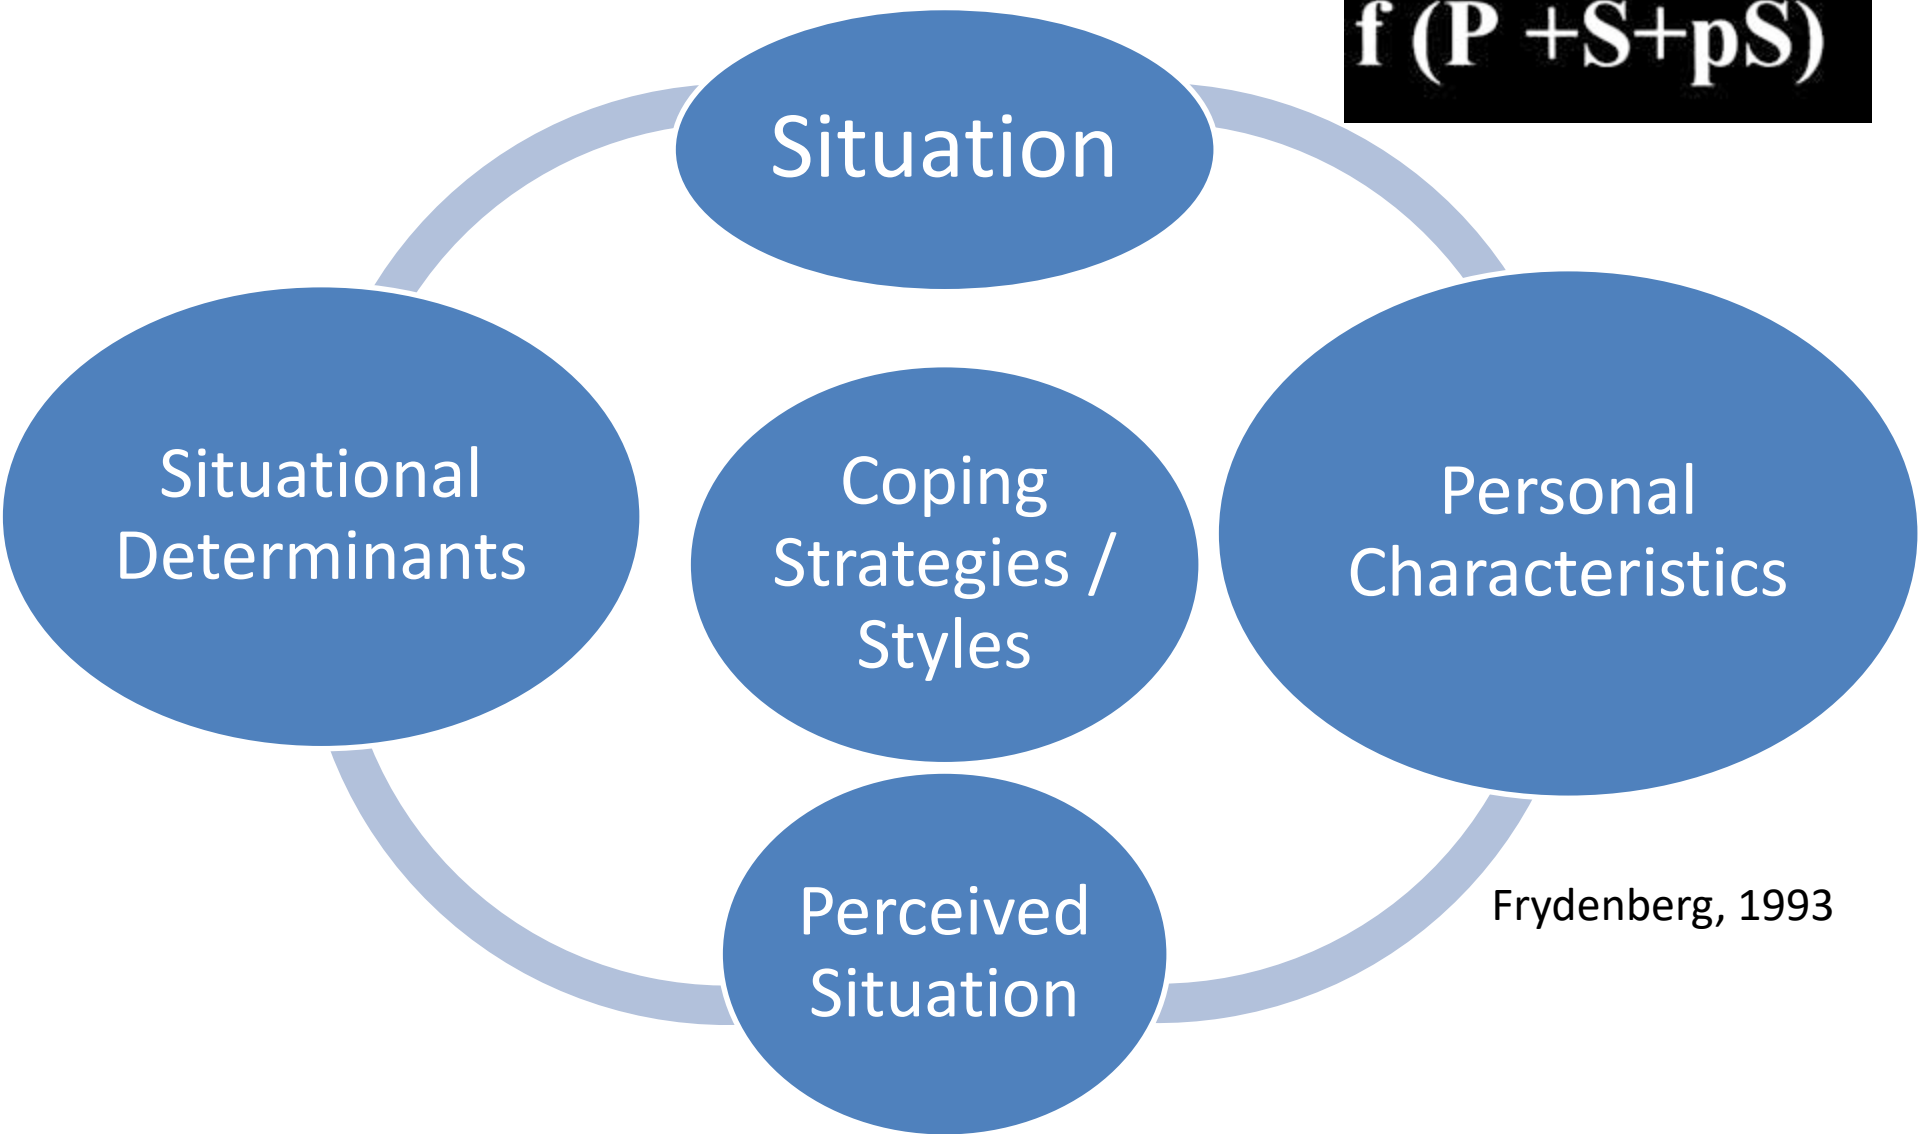 f (P +S+pS)
Situation
Situational
Determinants
Coping
Strategies /
Styles
Personal
Characteristics
Perceived
Situation
Frydenberg, 1993